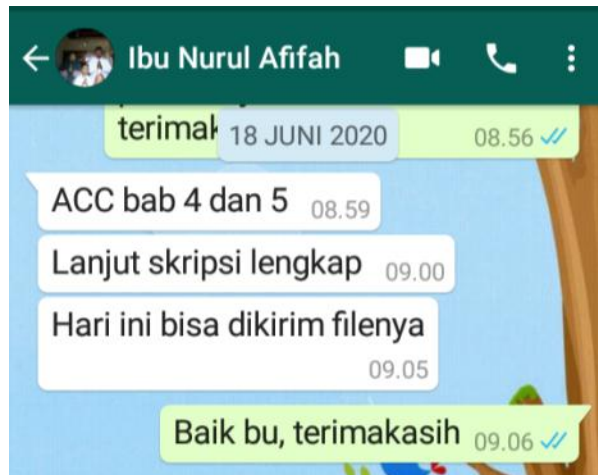 Ibu Nurul Afifah
18 JUNI 2020
08.56
ACC bab 4 dan 5 08.59
Lanjut skripsi lengkap 09.00
Hari ini bisa dikirim filenya
09.05
Baik bu, terimakasih 09.06